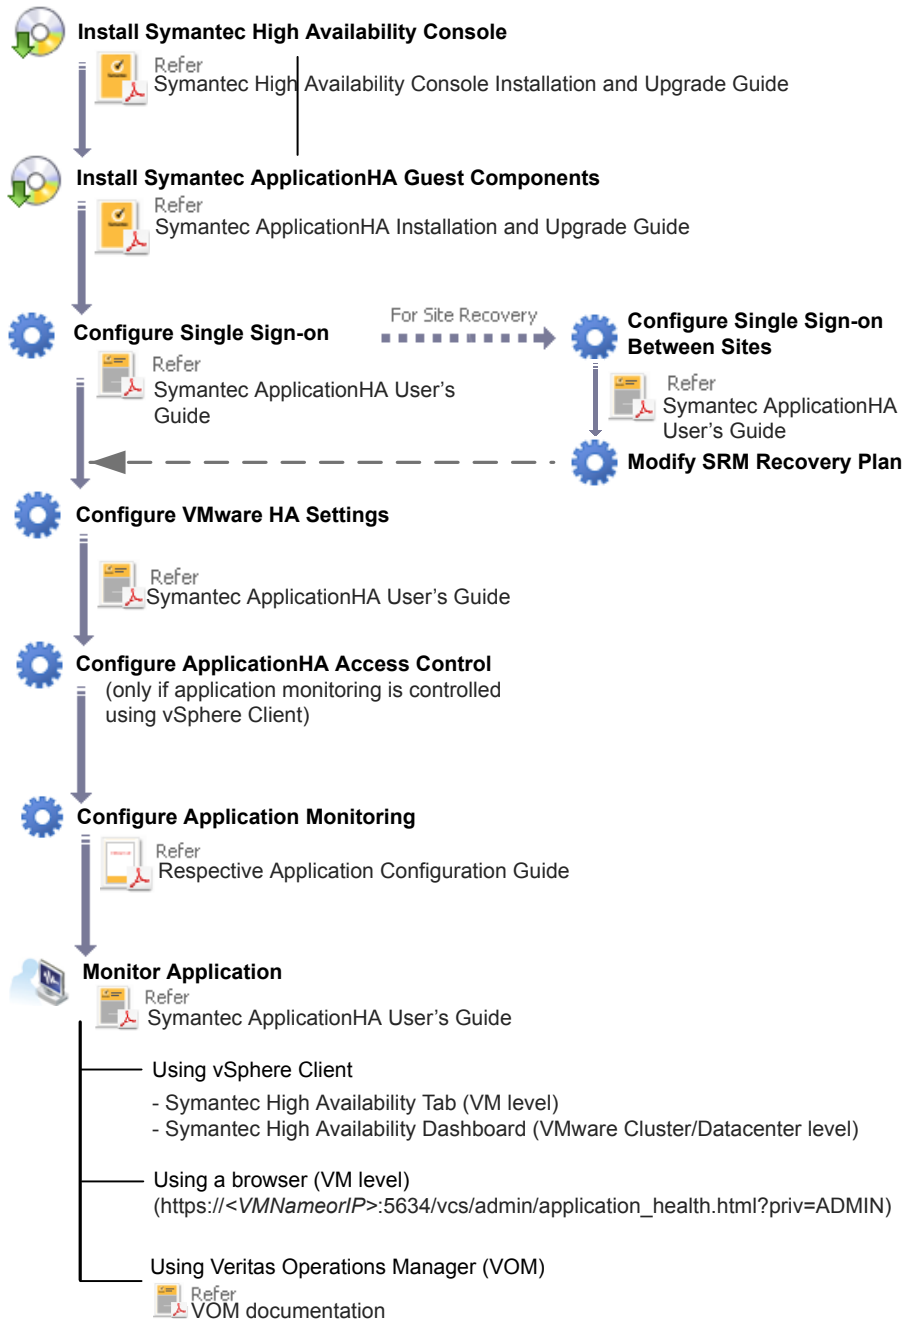 Install Symantec High Availability Console
Refer
Symantec High Availability Console Installation and Upgrade Guide
Install Symantec ApplicationHA Guest Components
Refer
Symantec ApplicationHA Installation and Upgrade Guide
Configure Single Sign-on
Refer
Symantec ApplicationHA User’s
Guide
For Site Recovery
Configure Single Sign-on
Between Sites
Refer
Symantec ApplicationHA
User’s Guide
Modify SRM Recovery Plan
Configure VMware HA Settings
Refer
Symantec ApplicationHA User’s Guide
Configure ApplicationHA Access Control
(only if application monitoring is controlled
using vSphere Client)
Configure Application Monitoring
Refer
Respective Application Configuration Guide
Monitor Application
Refer
Symantec ApplicationHA User’s Guide
Using vSphere Client
- Symantec High Availability Tab (VM level)
- Symantec High Availability Dashboard (VMware Cluster/Datacenter level)
Using a browser (VM level)
(https://<VMNameorIP>:5634/vcs/admin/application_health.html?priv=ADMIN)
Using Veritas Operations Manager (VOM)
Refer
VOM documentation